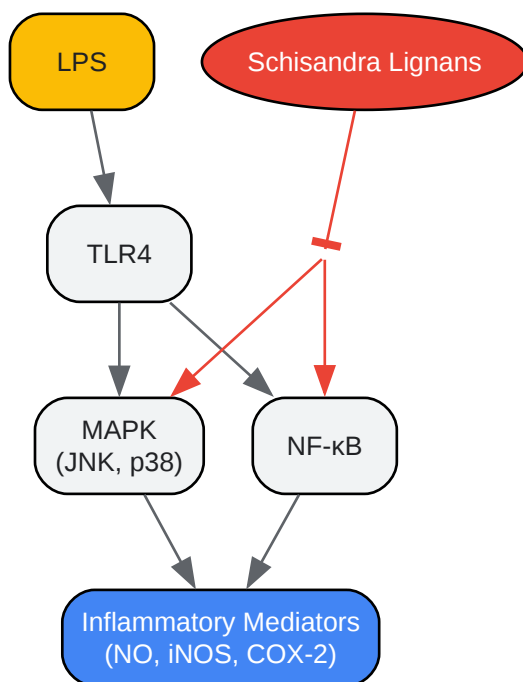 LPS
Schisandra Lignans
TLR4
MAPK
(JNK, p38)
NF-κB
Inflammatory Mediators
(NO, iNOS, COX-2)